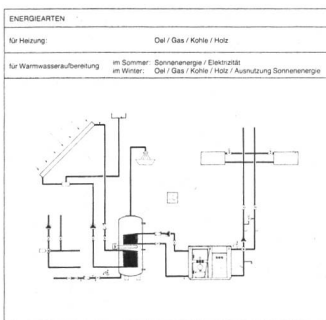 ENERGIEARTEN
für Heizung: Oel / Gas / Kohle / Holz
für Warmwasseraufbereitung im Sommer: Sonnenenergie / Elektrizität
im Winter: Oel / Gas / Kohle / Holz / Ausnutzung Sonnenenergie